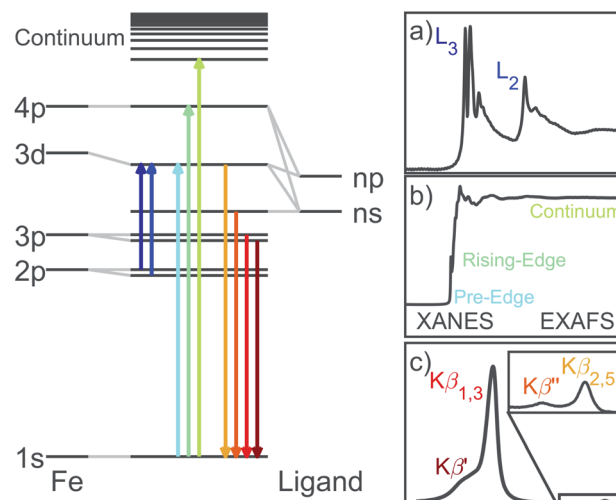 Continuum
4p
3d
3p
2p
1s
Fe
np
ns
Ligand
a)
L3
L2
b)
Continuum
Rising-Edge
Pre-Edge
XANES
EXAFS
c)
Kβ1,3
Kβ'
Kβ"
Kβ2,5